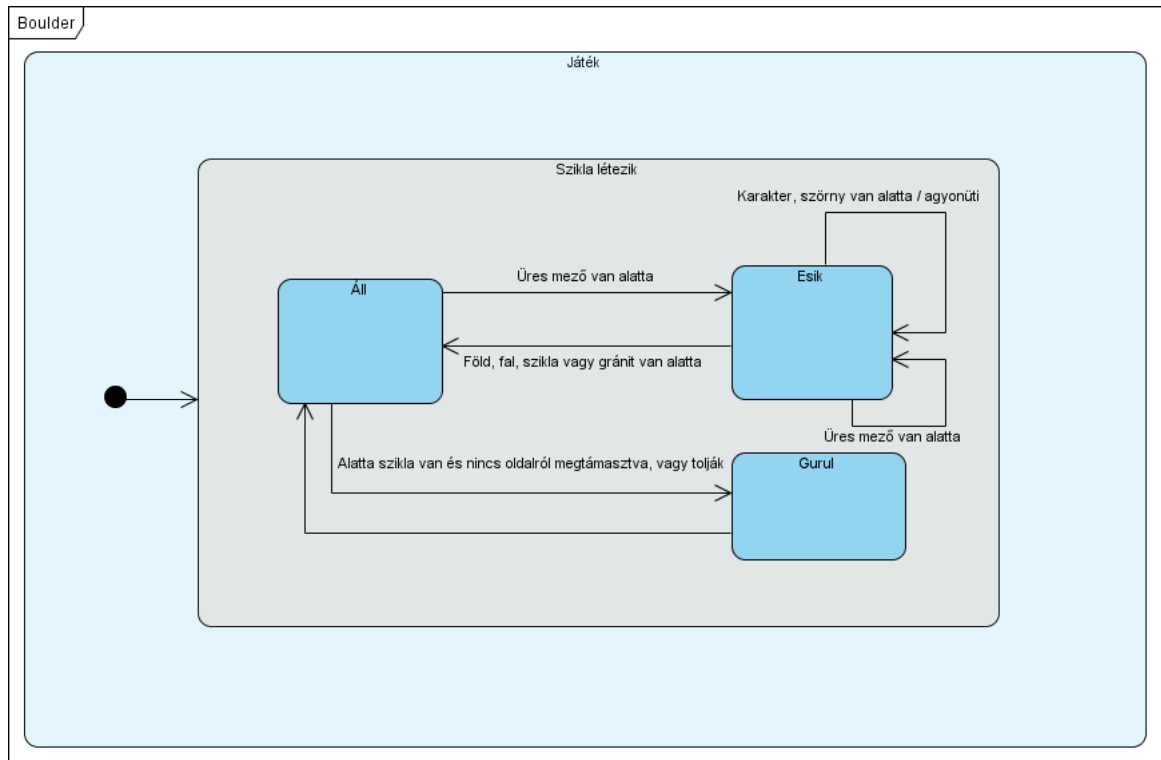 Boulder
Játék
Szikla létezik
Karakter, szörny van alatta / agyonüti
Üres mező van alatta
Esik
Áll
Föld, fal, szikla vagy gránit van alatta
Üres mező van alatta
Alatta szikla van és nincs oldalról megtámasztva, vagy tolják
Gurul